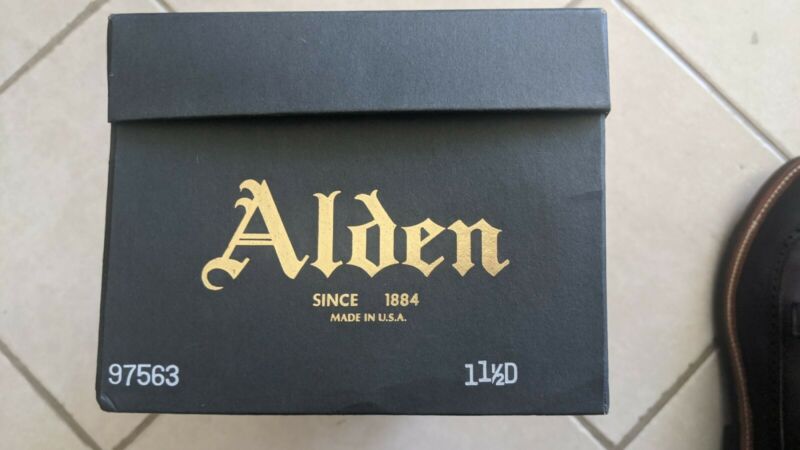 Alden
SINCE 1884
MADE IN U.S.A.
97563 11½D